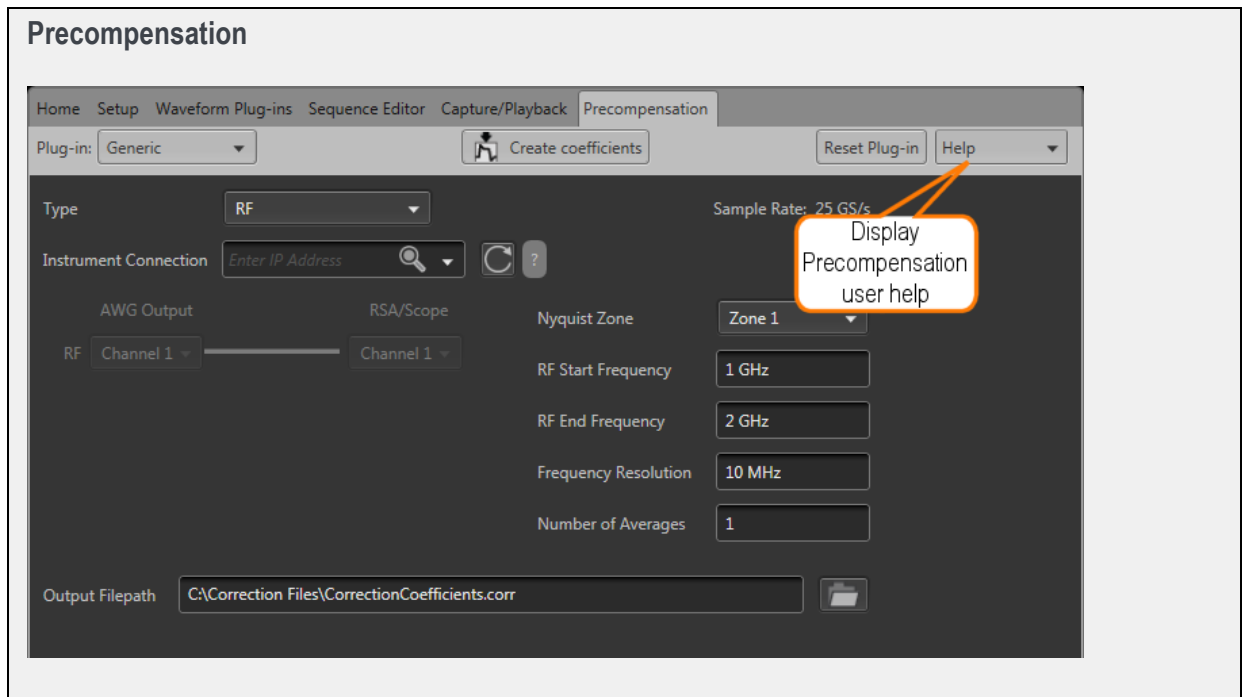 Precompensation
Home Setup Waveform Plug-ins Sequence Editor Capture/Playback Precompensation
Plug-in: Generic Create coefficients Reset Plug-in Help
Type RF Sample Rate: 25 GS/s
Display
Precompensation
user help
Instrument Connection Enter IP Address ?
AWG Output RSA/Scope
RF Channel 1 Channel 1
Nyquist Zone Zone 1
RF Start Frequency 1 GHz
RF End Frequency 2 GHz
Frequency Resolution 10 MHz
Number of Averages 1
Output Filepath C:\Correction Files\CorrectionCoefficients.corr